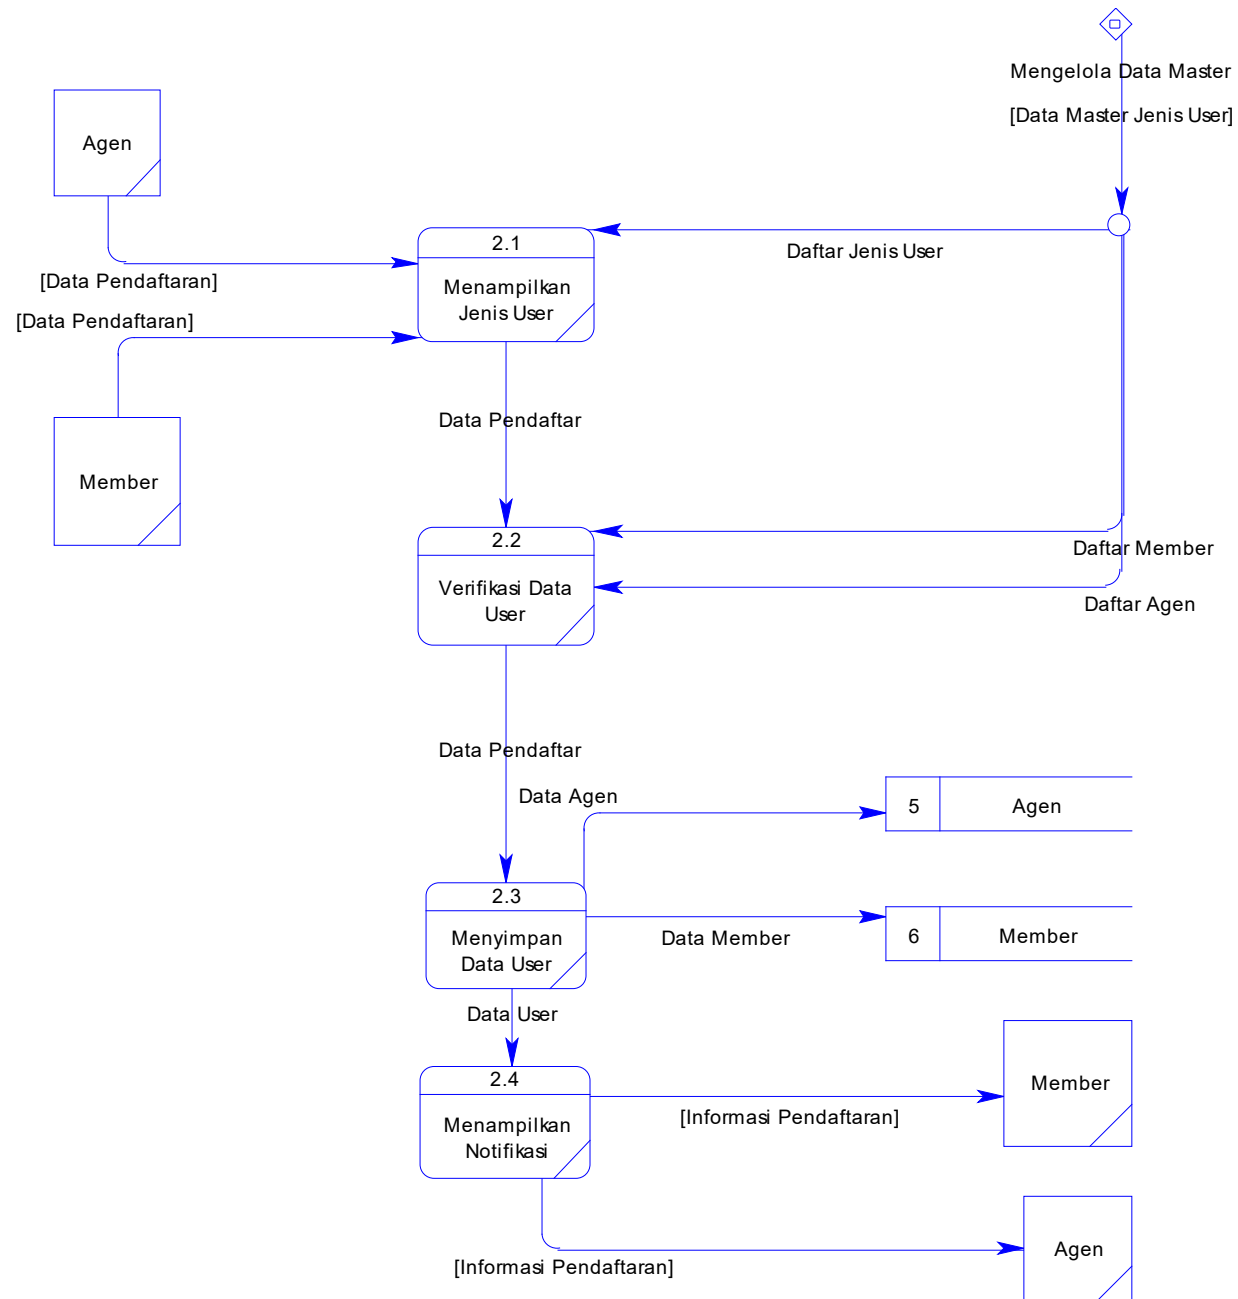 Mengelola Data Master
[Data Master Jenis User]
Agen
2.1
Daftar Jenis User
[Data Pendaftaran]
Menampilkan
Jenis User
[Data Pendaftaran]
Data Pendaftar
Member
2.2
Daftar Member
Verifikasi Data
User
Daftar Agen
Data Pendaftar
Data Agen
5
Agen
2.3
Menyimpan
Data User
Data Member
6
Member
Data User
2.4
Menampilkan
Notifikasi
[Informasi Pendaftaran]
Member
[Informasi Pendaftaran]
Agen